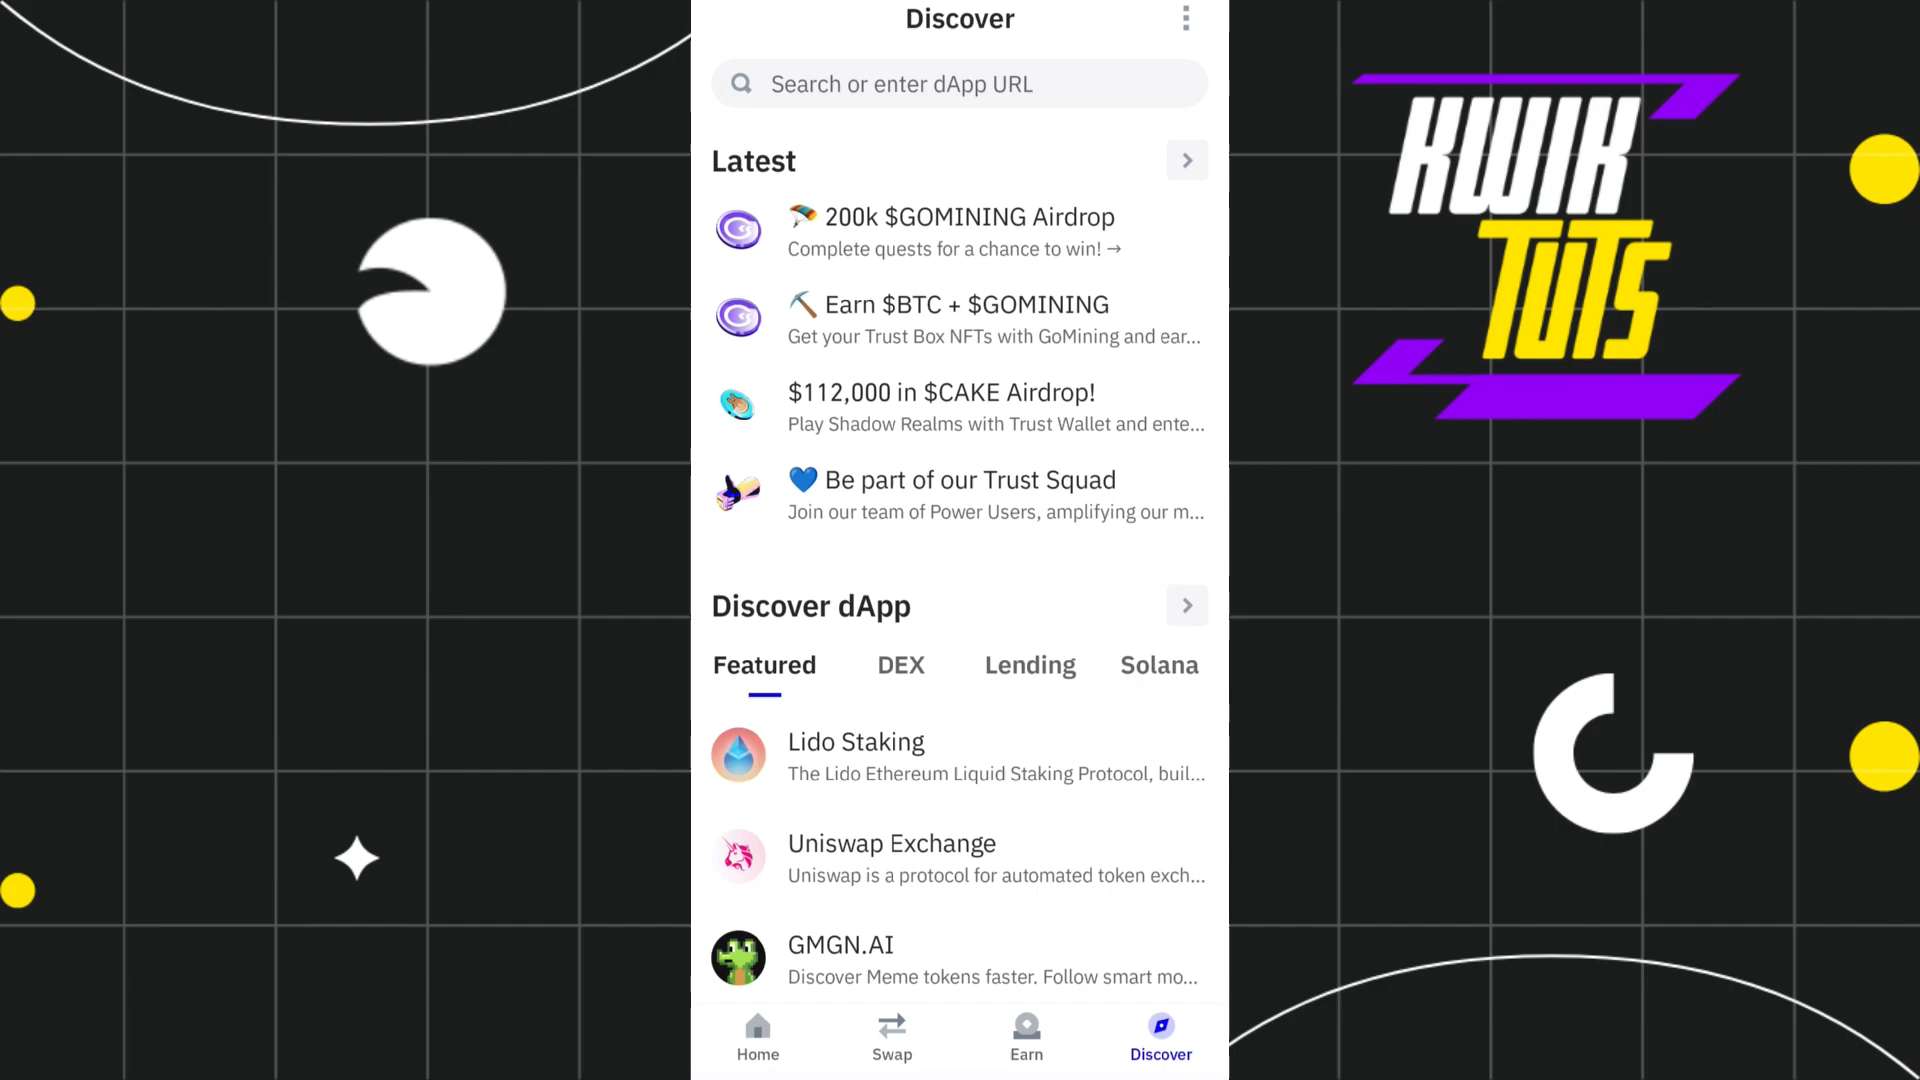 Discover
Search or enter dApp URL
Latest
200k $GOMINING Airdrop
Complete quests for a chance to win! →
Earn $BTC + $GOMINING
Get your Trust Box NFTs with GoMining and ear...
$112,000 in $CAKE Airdrop!
Play Shadow Realms with Trust Wallet and ente...
Be part of our Trust Squad
Join our team of Power Users, amplifying our m...
Discover dApp
Featured DEX Lending Solana
Lido Staking
The Lido Ethereum Liquid Staking Protocol, buil...
Uniswap Exchange
Uniswap is a protocol for automated token exch...
GMGN.AI
Discover Meme tokens faster. Follow smart mo...
Home Swap Earn Discover
KWIK
TUTS